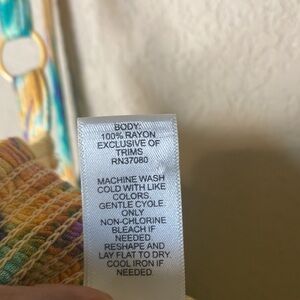 BODY:
100% RAYON
EXCLUSIVE OF
TRIMS
RN37080
MACHINE WASH
COLD WITH LIKE
COLORS.
GENTLE CYCLE.
ONLY
NON-CHLORINE
BLEACH IF
NEEDED.
RESHAPE AND
LAY FLAT TO DRY.
COOL IRON IF
NEEDED.